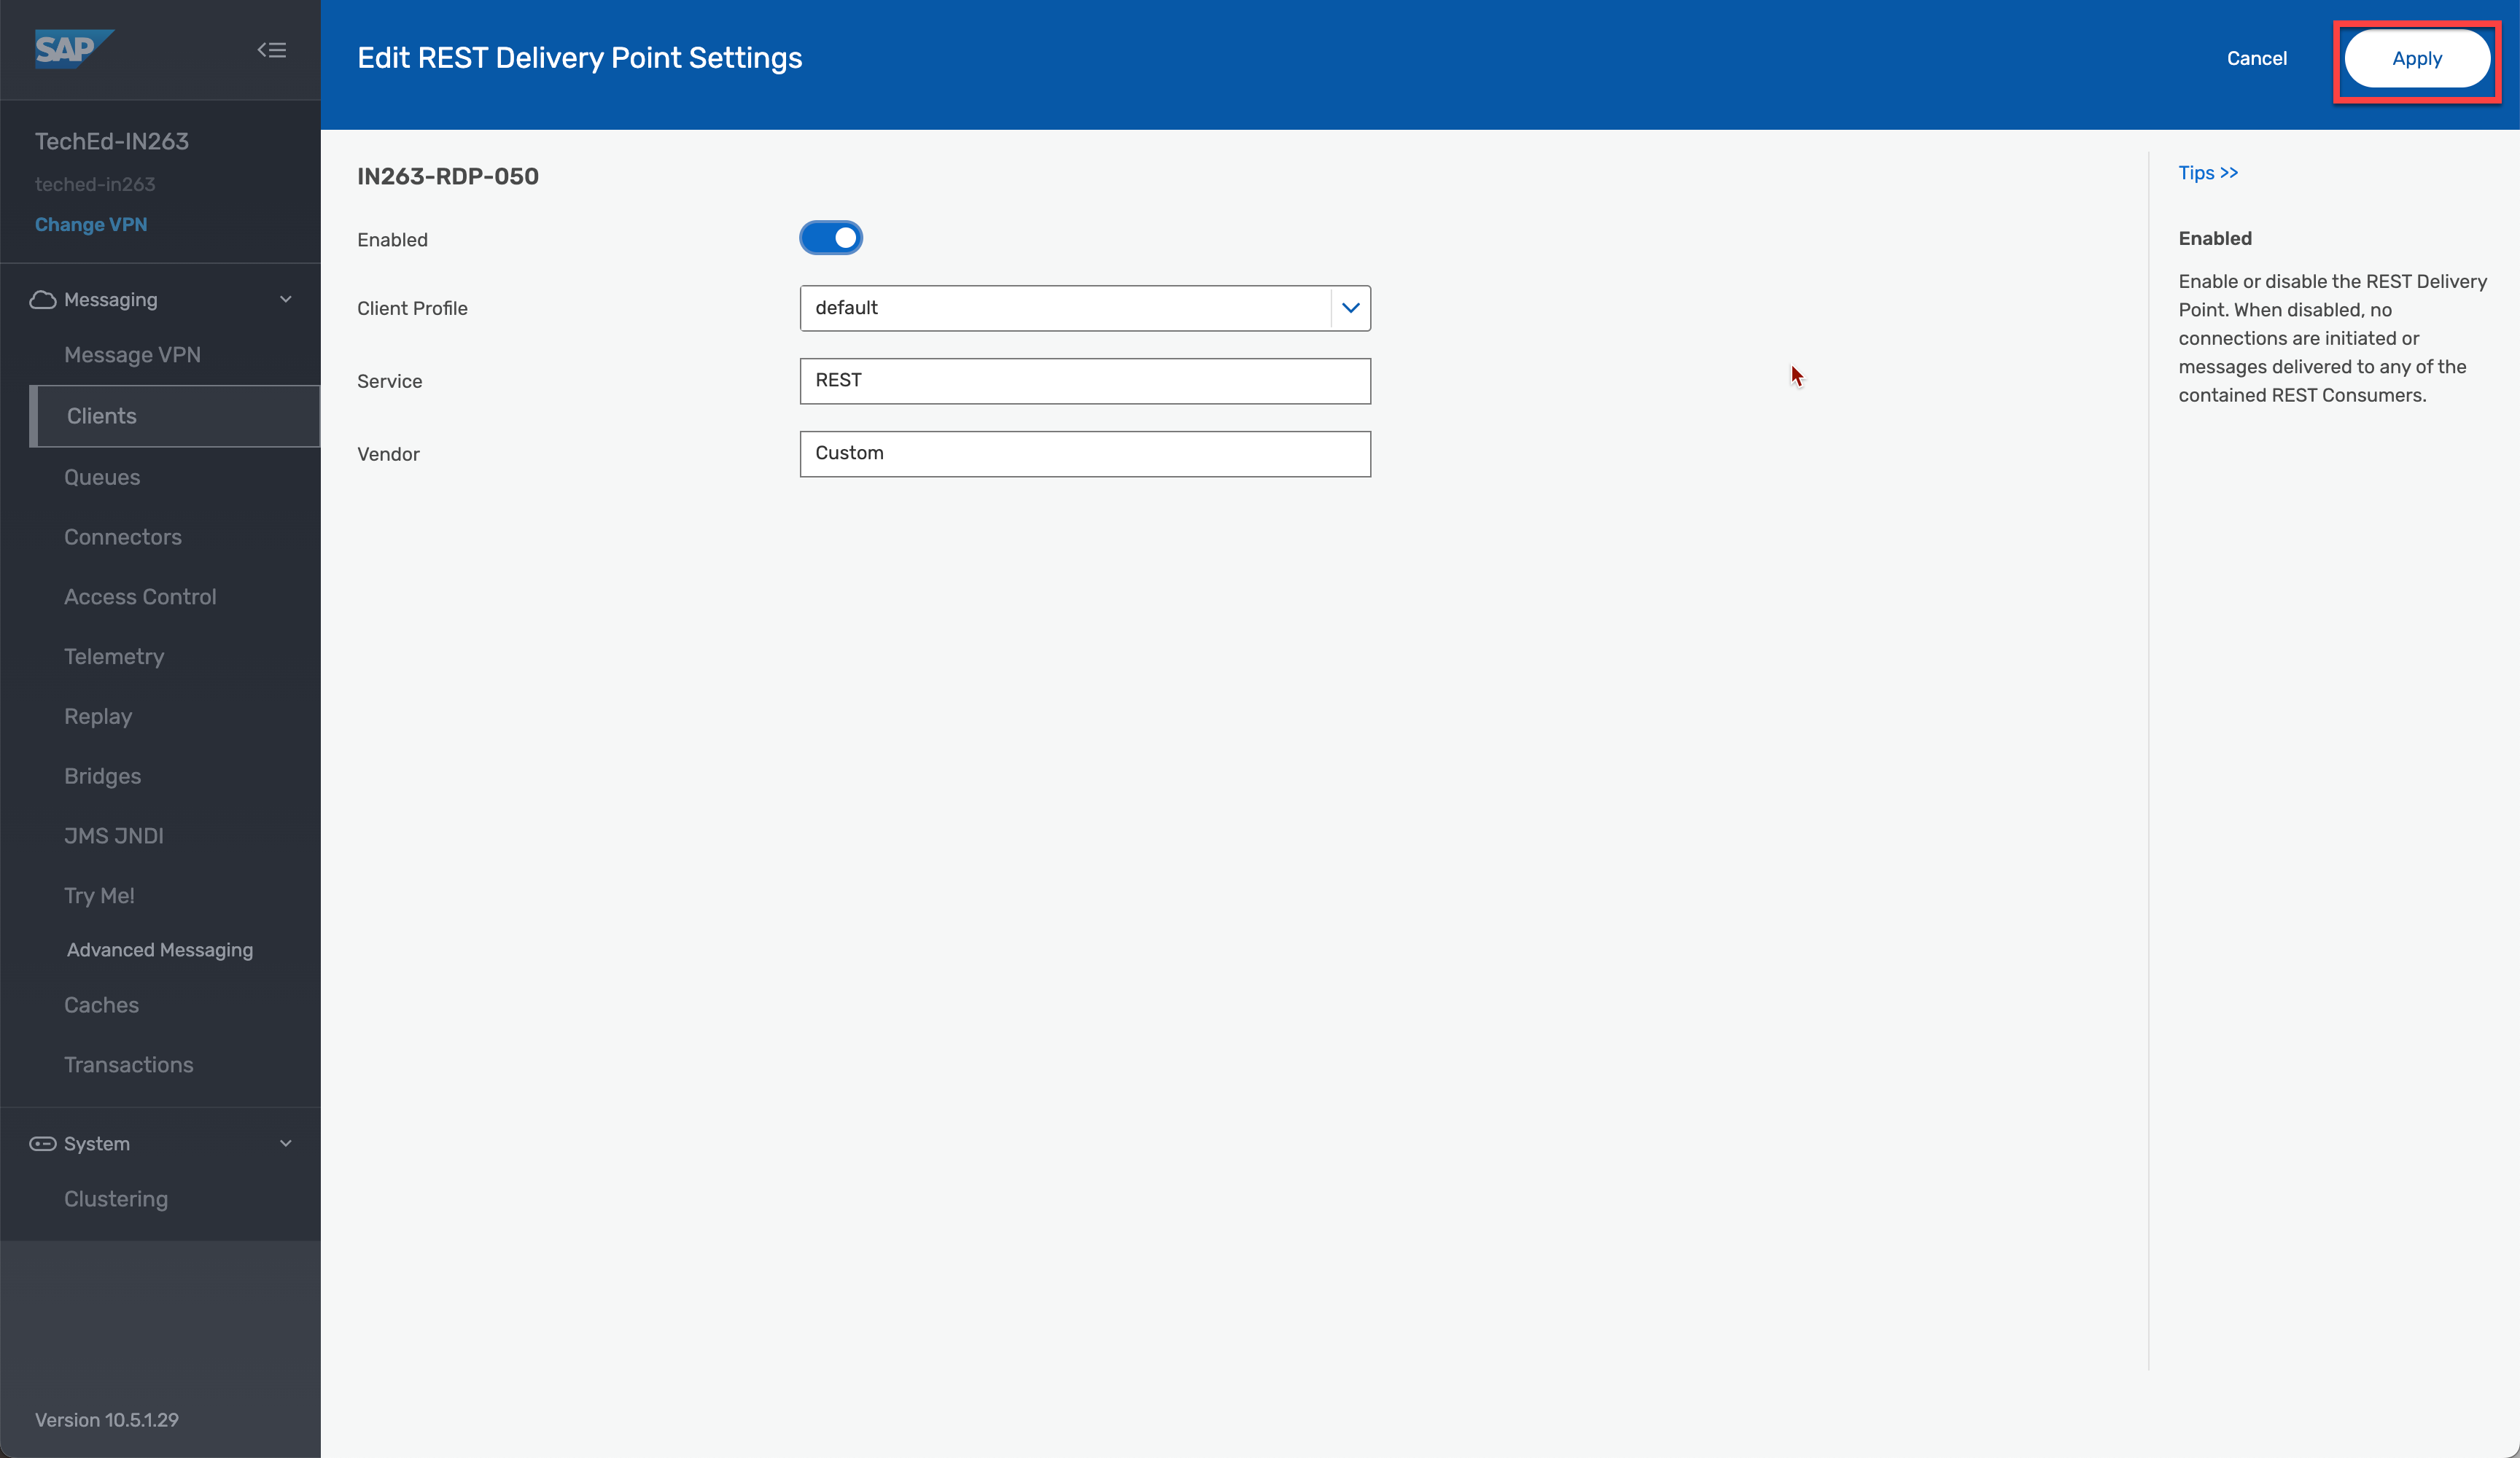 SAP
TechEd-IN263
teched-in263
Change VPN
Messaging
Message VPN
Clients
Queues
Connectors
Access Control
Telemetry
Replay
Bridges
JMS JNDI
Try Me!
Advanced Messaging
Caches
Transactions
System
Clustering
Version 10.5.1.29
Edit REST Delivery Point Settings
Cancel
Apply
IN263-RDP-050
Enabled
Client Profile
default
Service
REST
Vendor
Custom
Tips >>
Enabled
Enable or disable the REST Delivery
Point. When disabled, no
connections are initiated or
messages delivered to any of the
contained REST Consumers.